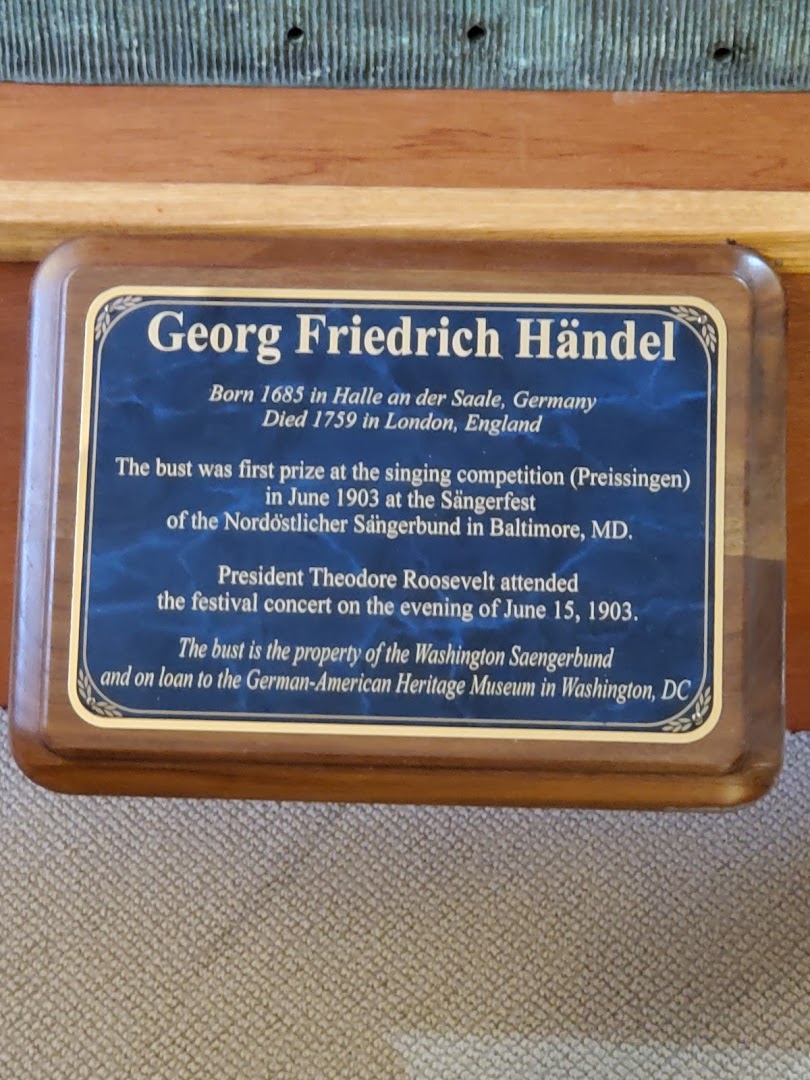 Georg Friedrich Händel
Born 1685 in Halle an der Saale, Germany
Died 1759 in London, England
The bust was first prize at the singing competition (Preissingen)
in June 1903 at the Sängerfest
of the Nordöstlicher Sängerbund in Baltimore, MD.
President Theodore Roosevelt attended
the festival concert on the evening of June 15, 1903.
The bust is the property of the Washington Saengerbund
and on loan to the German-American Heritage Museum in Washington, DC